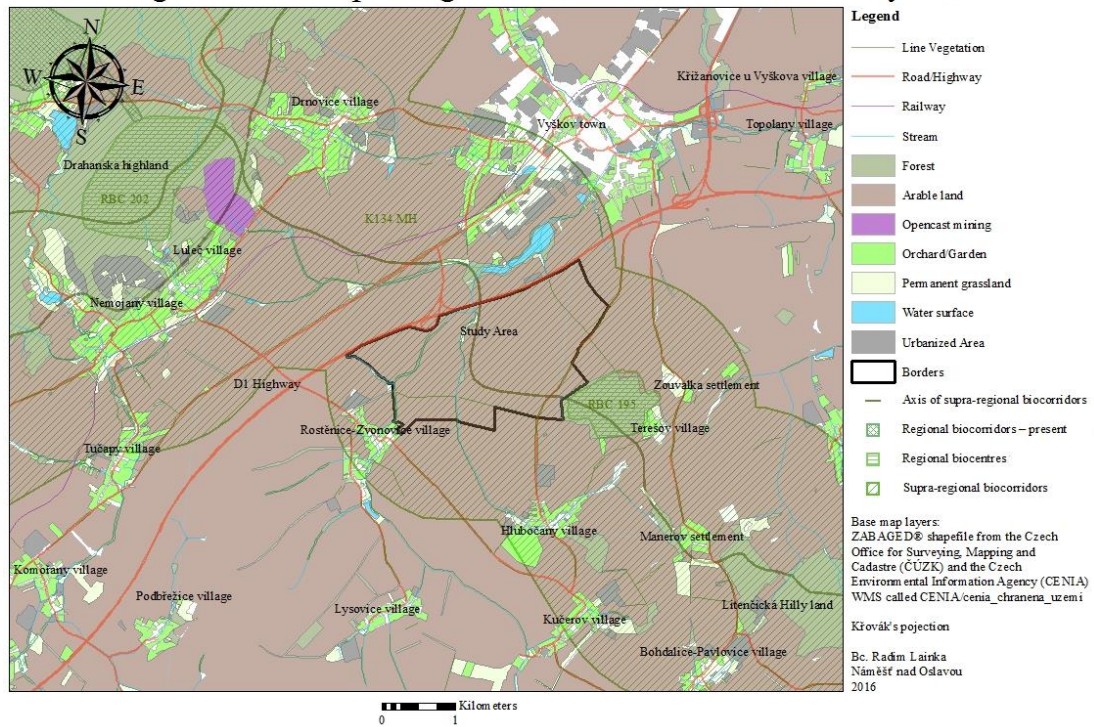 N
W
E
S
Drnovice village
Vyškov town
Křižanovice u Vyškova village
Topolany village
Drahanska highland
RBC 202
K134 MH
Luleč village
Nemojany village
Study Area
D1 Highway
RBC 195
Zouvalka settlement
Terešov village
Rostěnice-Zvonovice village
Tučapy village
Hlubočany village
Manerov settlement
Komořany village
Podbřežice village
Lysovice village
Kučerov village
Litenčická Hilly land
Bohdalice-Pavlovice village
Kilometers
0 1
Legend
Line Vegetation
Road/Highway
Railway
Stream
Forest
Arable land
Opencast mining
Orchard/Garden
Permanent grassland
Water surface
Urbanized Area
Borders
Axis of supra-regional biocorridors
Regional biocorridors – present
Regional biocentres
Supra-regional biocorridors
Base map layers:
ZABAGED® shapefile from the Czech
Office for Surveying, Mapping and
Cadastre (ČÚZK) and the Czech
Environmental Information Agency (CENIA)
WMS called CENIA/cenia_chranena_uzemi
Křovák's pojection
Bc. Radim Lainka
Náměšť nad Oslavou
2016